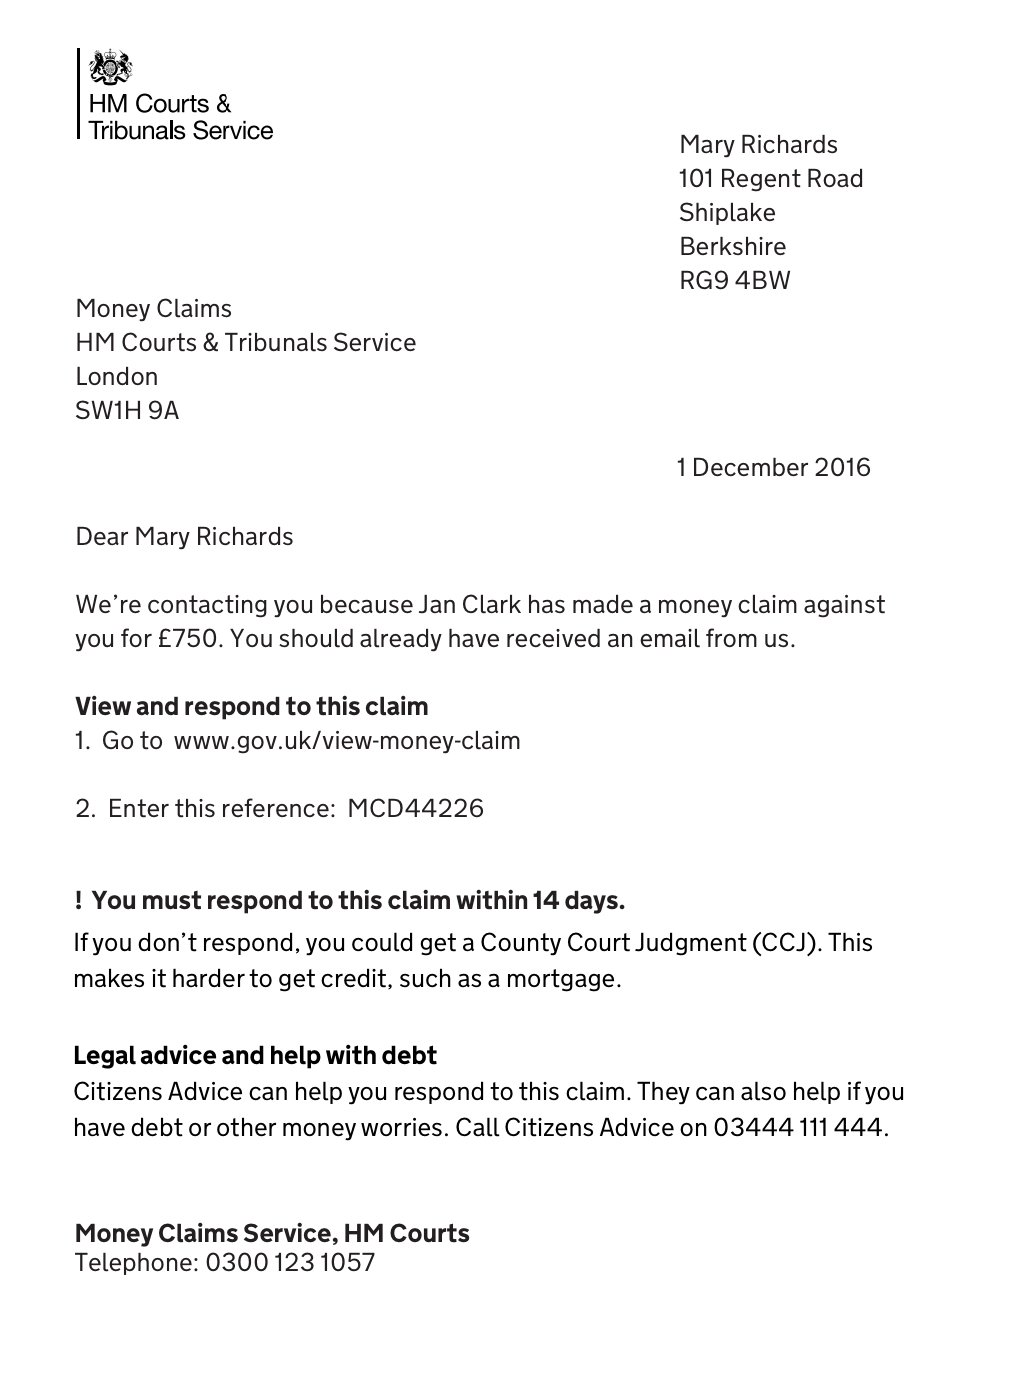 HM Courts &
Tribunals Service
Mary Richards
101 Regent Road
Shiplake
Berkshire
RG9 4BW
Money Claims
HM Courts & Tribunals Service
London
SW1H 9A
1 December 2016
Dear Mary Richards
We’re contacting you because Jan Clark has made a money claim against
you for £750. You should already have received an email from us.
View and respond to this claim
1. Go to www.gov.uk/view-money-claim
2. Enter this reference: MCD44226
! You must respond to this claim within 14 days.
If you don’t respond, you could get a County Court Judgment (CCJ). This
makes it harder to get credit, such as a mortgage.
Legal advice and help with debt
Citizens Advice can help you respond to this claim. They can also help if you
have debt or other money worries. Call Citizens Advice on 03444 111 444.
Money Claims Service, HM Courts
Telephone: 0300 123 1057